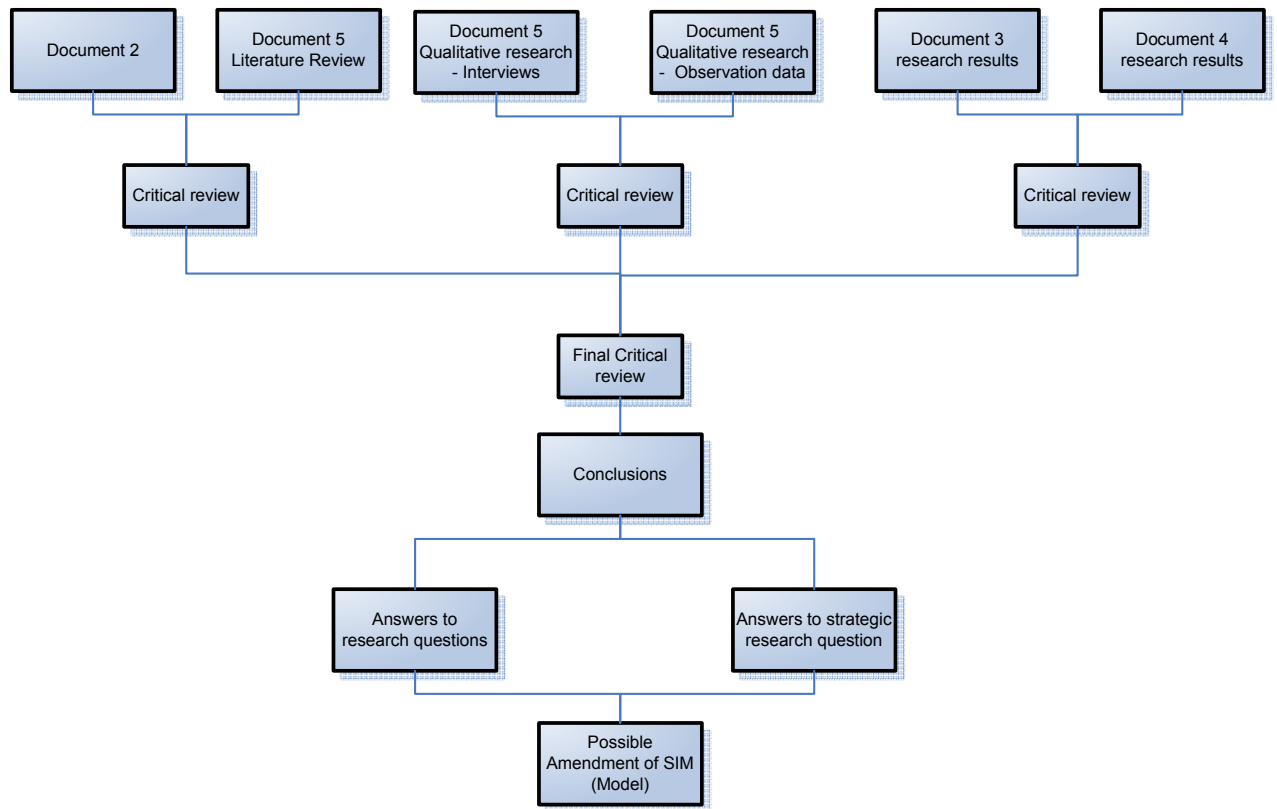 Document 2
Document 5
Literature Review
Document 5
Qualitative research
- Interviews
Document 5
Qualitative research
- Observation data
Document 3
research results
Document 4
research results
Critical review
Critical review
Critical review
Final Critical
review
Conclusions
Answers to
research questions
Answers to strategic
research question
Possible
Amendment of SIM
(Model)